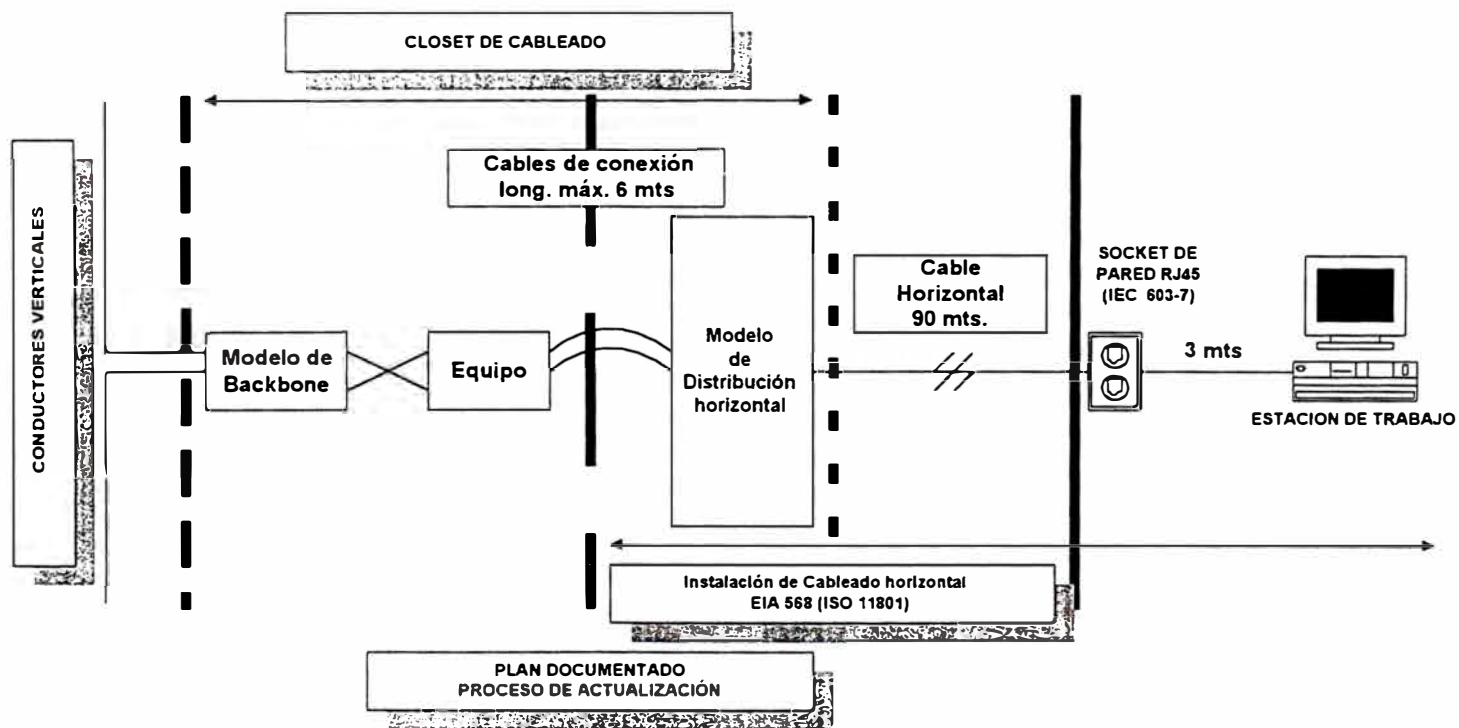 CLOSET DE CABLEADO
Cables de conexión
long. máx. 6 mts
CONDUCTORES VERTICALES
Modelo de
Backbone
Equipo
Modelo
de
Distribución
horizontal
Cable
Horizontal
90 mts.
SOCKET DE
PARED RJ45
(IEC 603-7)
3 mts
ESTACION DE TRABAJO
Instalación de Cableado horizontal
EIA 568 (ISO 11801)
PLAN DOCUMENTADO
PROCESO DE ACTUALIZACIÓN